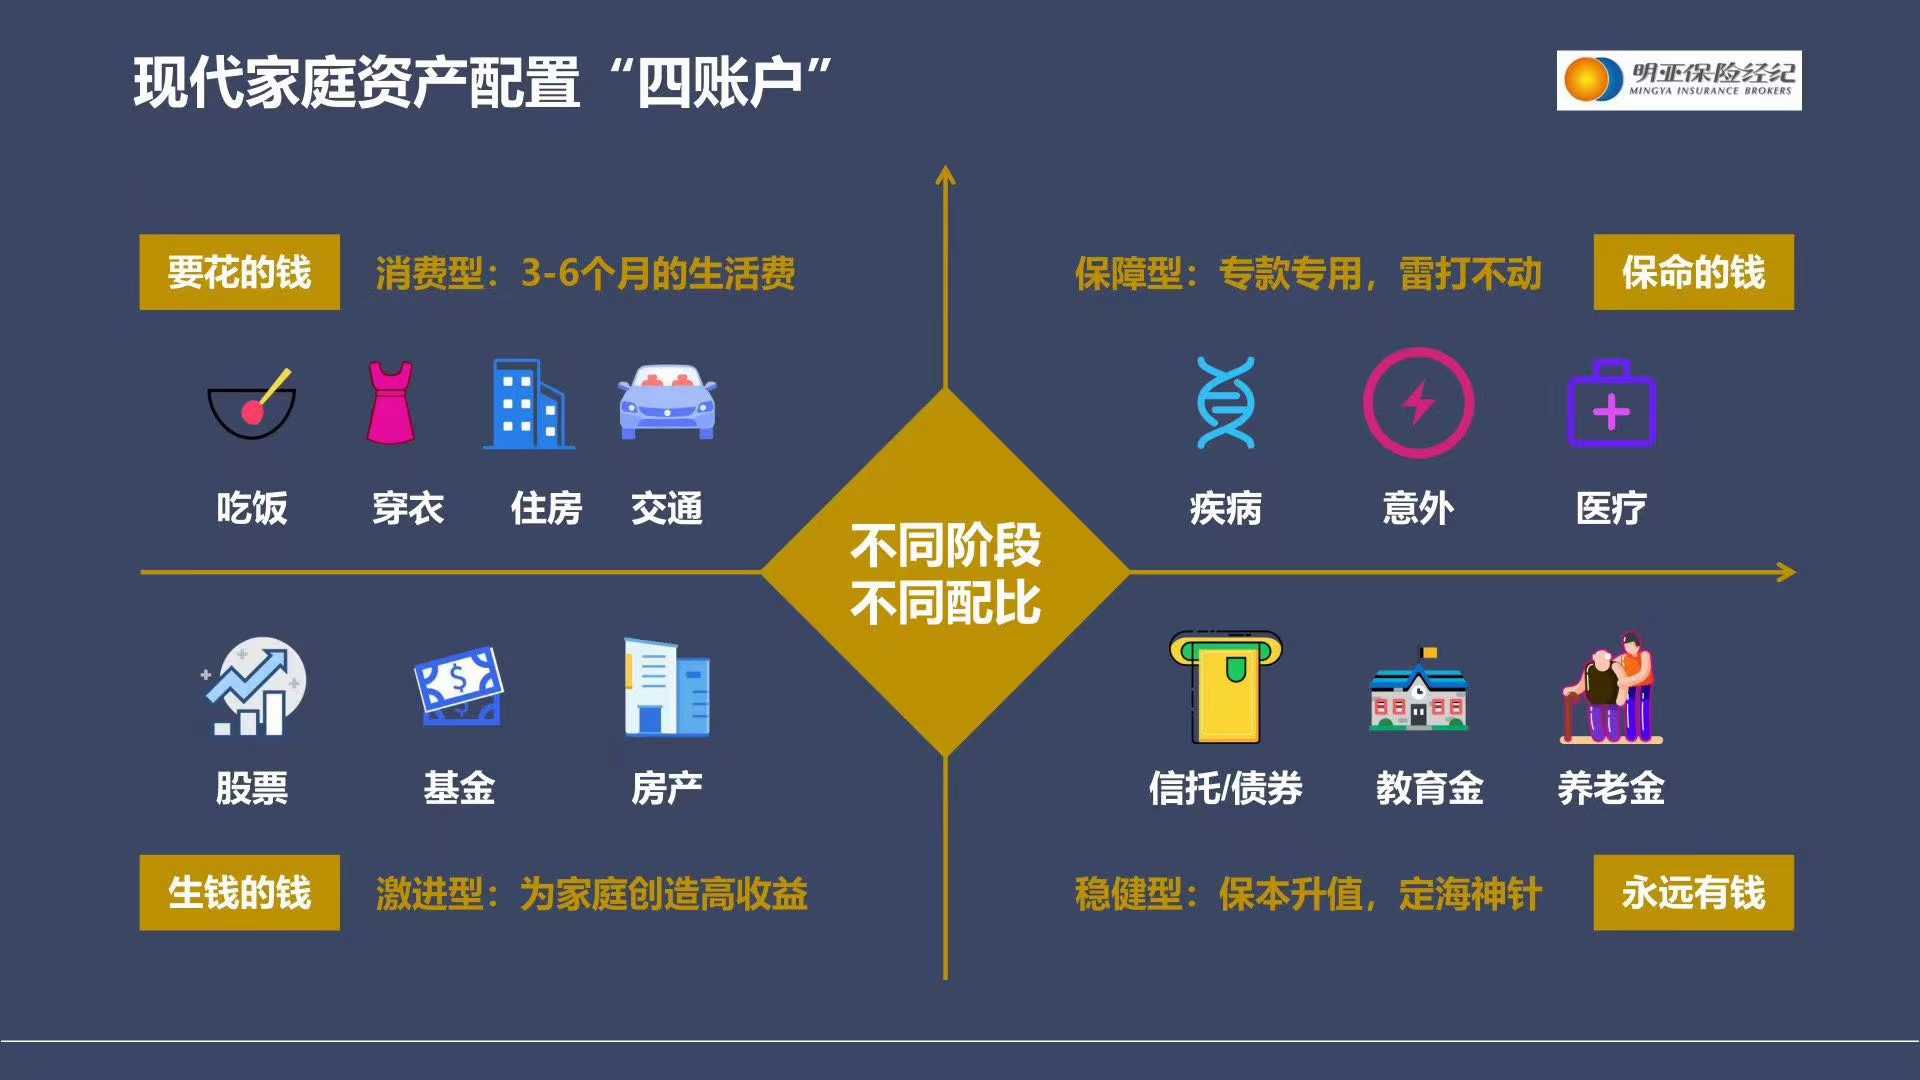 现代家庭资产配置“四账户”
明亚保险经纪
MINGYA INSURANCE BROKERS
要花的钱
消费型：3-6个月的生活费
保障型：专款专用，雷打不动
保命的钱
吃饭
穿衣
住房
交通
疾病
意外
医疗
不同阶段
不同配比
股票
基金
房产
信托/债券
教育金
养老金
生钱的钱
激进型：为家庭创造高收益
稳健型：保本升值，定海神针
永远有钱